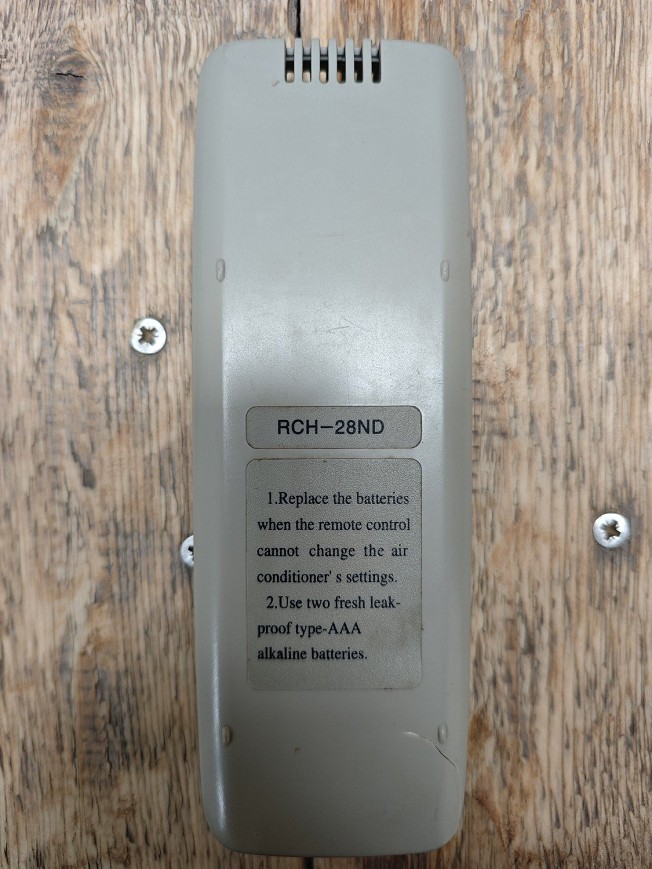 RCH-28ND
1.Replace the batteries
when the remote control
cannot change the air
conditioner's settings.
2.Use two fresh leak-
proof type-AAA
alkaline batteries.